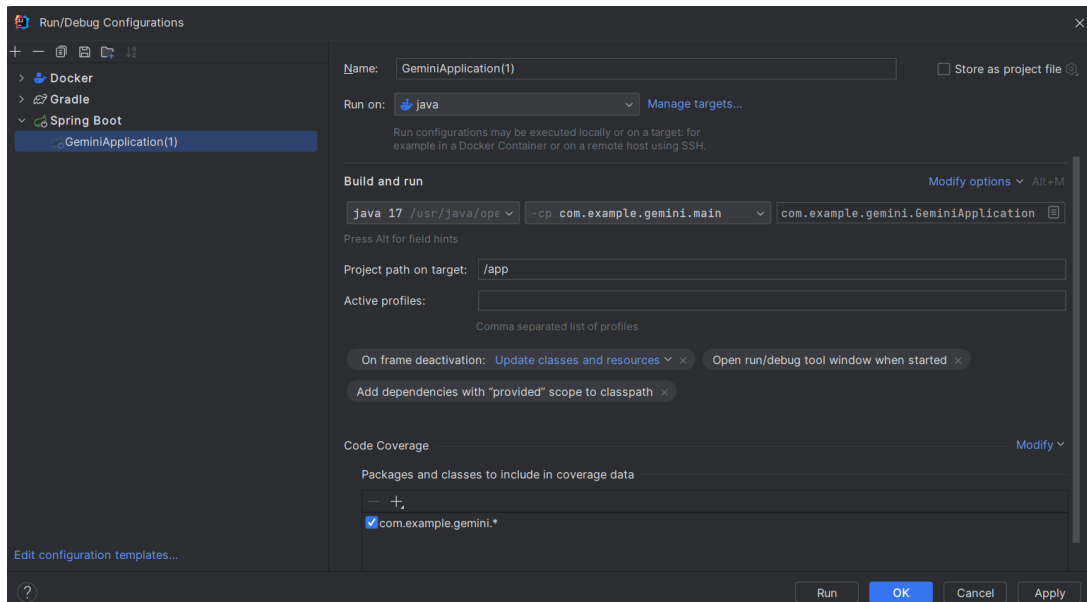 Run/Debug Configurations
Docker
Gradle
Spring Boot
GeminiApplication(1)
Edit configuration templates...
Name: GeminiApplication(1) Store as project file
Run on: java Manage targets...
Run configurations may be executed locally or on a target: for
example in a Docker Container or on a remote host using SSH.
Build and run Modify options Alt+M
java 17 /usr/java/ope -cp com.example.gemini.main com.example.gemini.GeminiApplication
Press Alt for field hints
Project path on target: /app
Active profiles:
Comma separated list of profiles
On frame deactivation: Update classes and resources Open run/debug tool window when started
Add dependencies with “provided” scope to classpath
Code Coverage Modify
Packages and classes to include in coverage data
com.example.gemini.*
? Run OK Cancel Apply